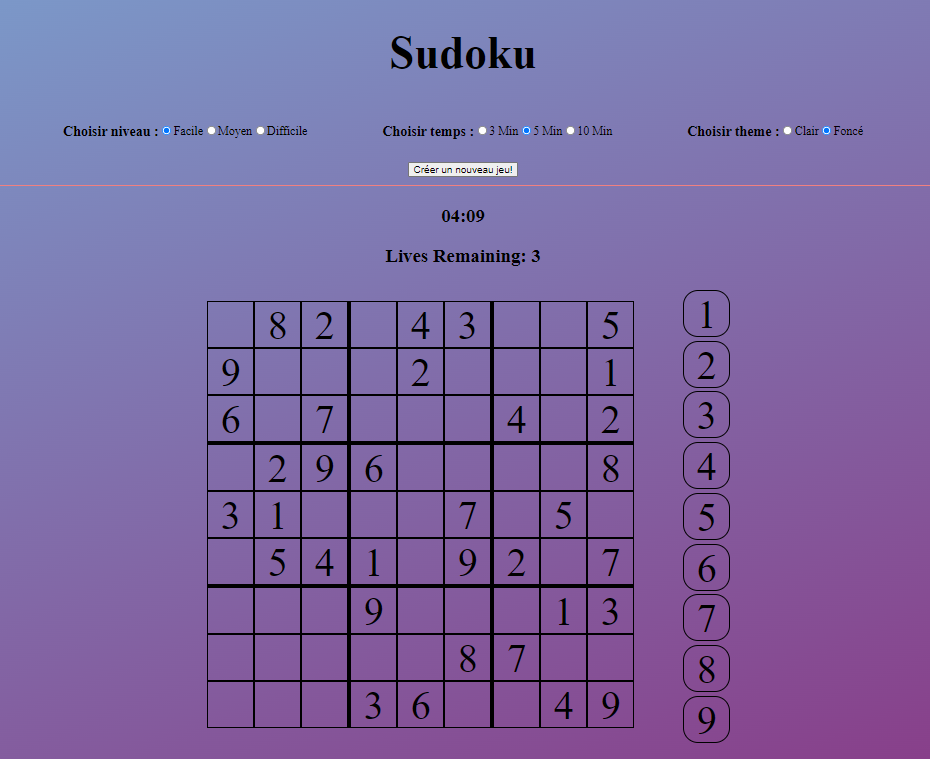 Sudoku
Choisir niveau : Facile Moyen Difficile Choisir temps : 3 Min 5 Min 10 Min Choisir theme : Clair Foncé
Créer un nouveau jeu!
04:09
Lives Remaining: 3
8 2 4 3 5
9 2 1
6 7 4 2
2 9 6 8
3 1 7 5
5 4 1 9 2 7
9 1 3
8 7
3 6 4 9
1
2
3
4
5
6
7
8
9